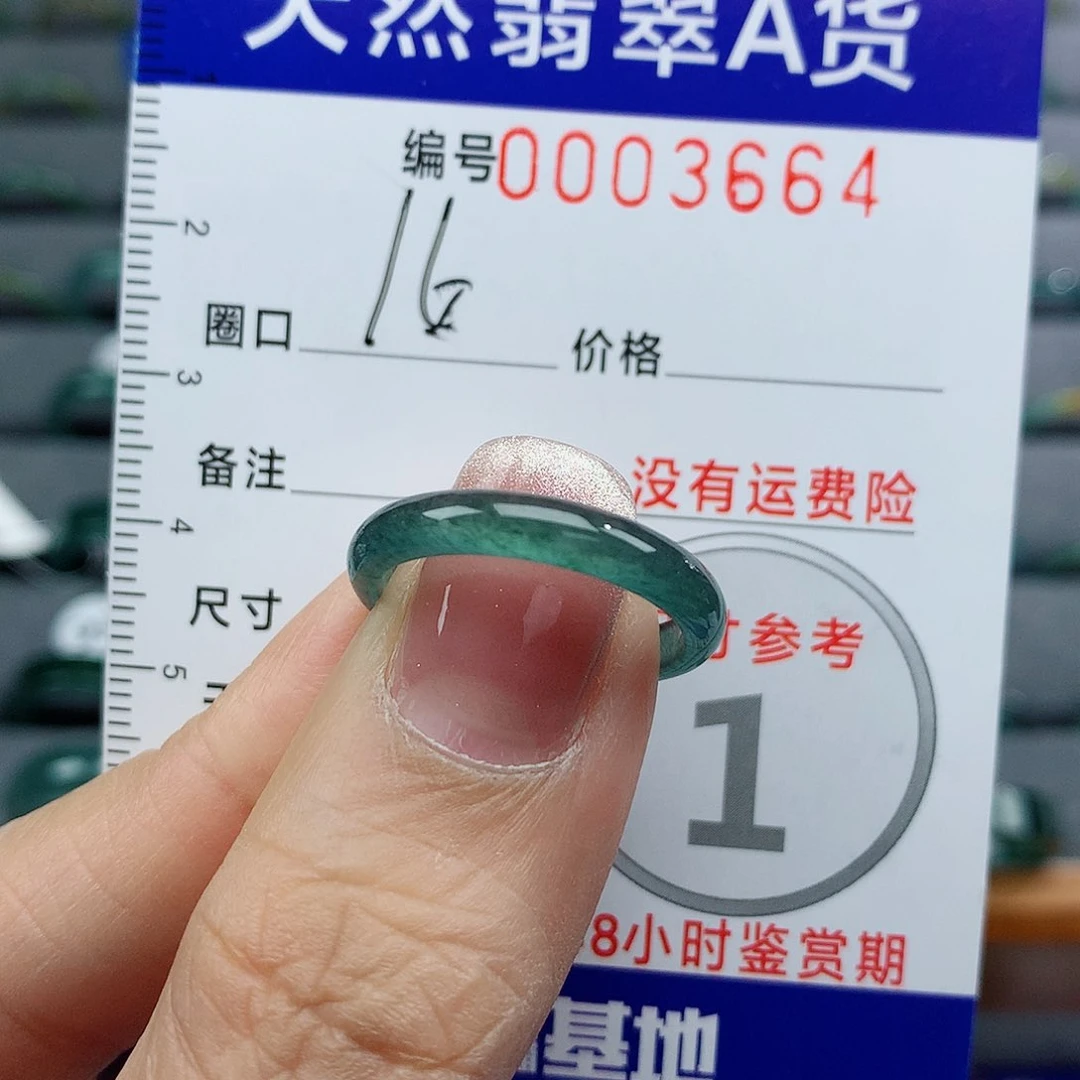 天然翡翠A货
1
编号0003664
2
圈口 价格
3
备注 没有运费险
4
尺寸 寸参考
5
1
8小时鉴赏期
基地